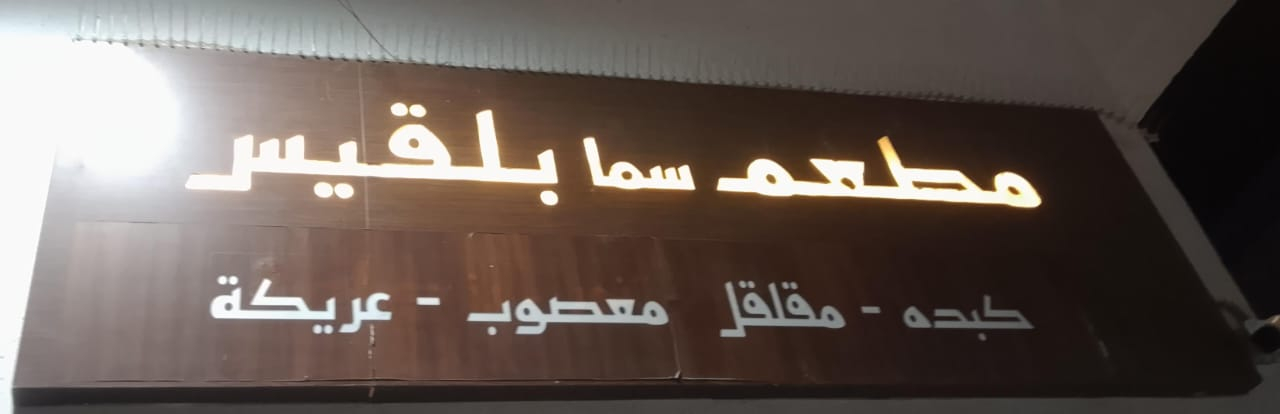 مطعم سما بلقيس
كبده - مقلقل معصوب - عريكة